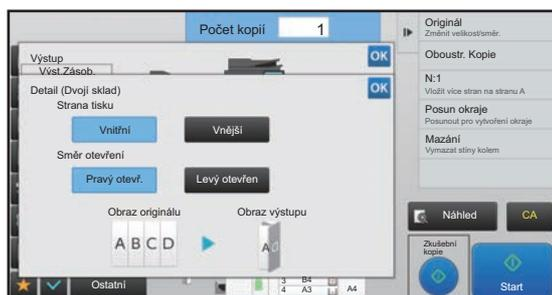 Počet kopií 1
Výstup
Výst.Zásob.
OK
Detail (Dvojí sklad)
OK
Strana tisku
Vnitřní
Vnější
Směr otevření
Pravý otevř.
Levý otevřen
Obraz originálu
Obraz výstupu
A B C D
A
Ostatní
3 B4
4 A3
A4
Originál
Změnit velikost/směr.
Oboustr. Kopie
N:1
Vložit více stran na stranu A
Posun okraje
Posunout pro vytvoření okraje
Mazání
Vymazat stíny kolem
Náhled
CA
Zkušební
kopie
Start